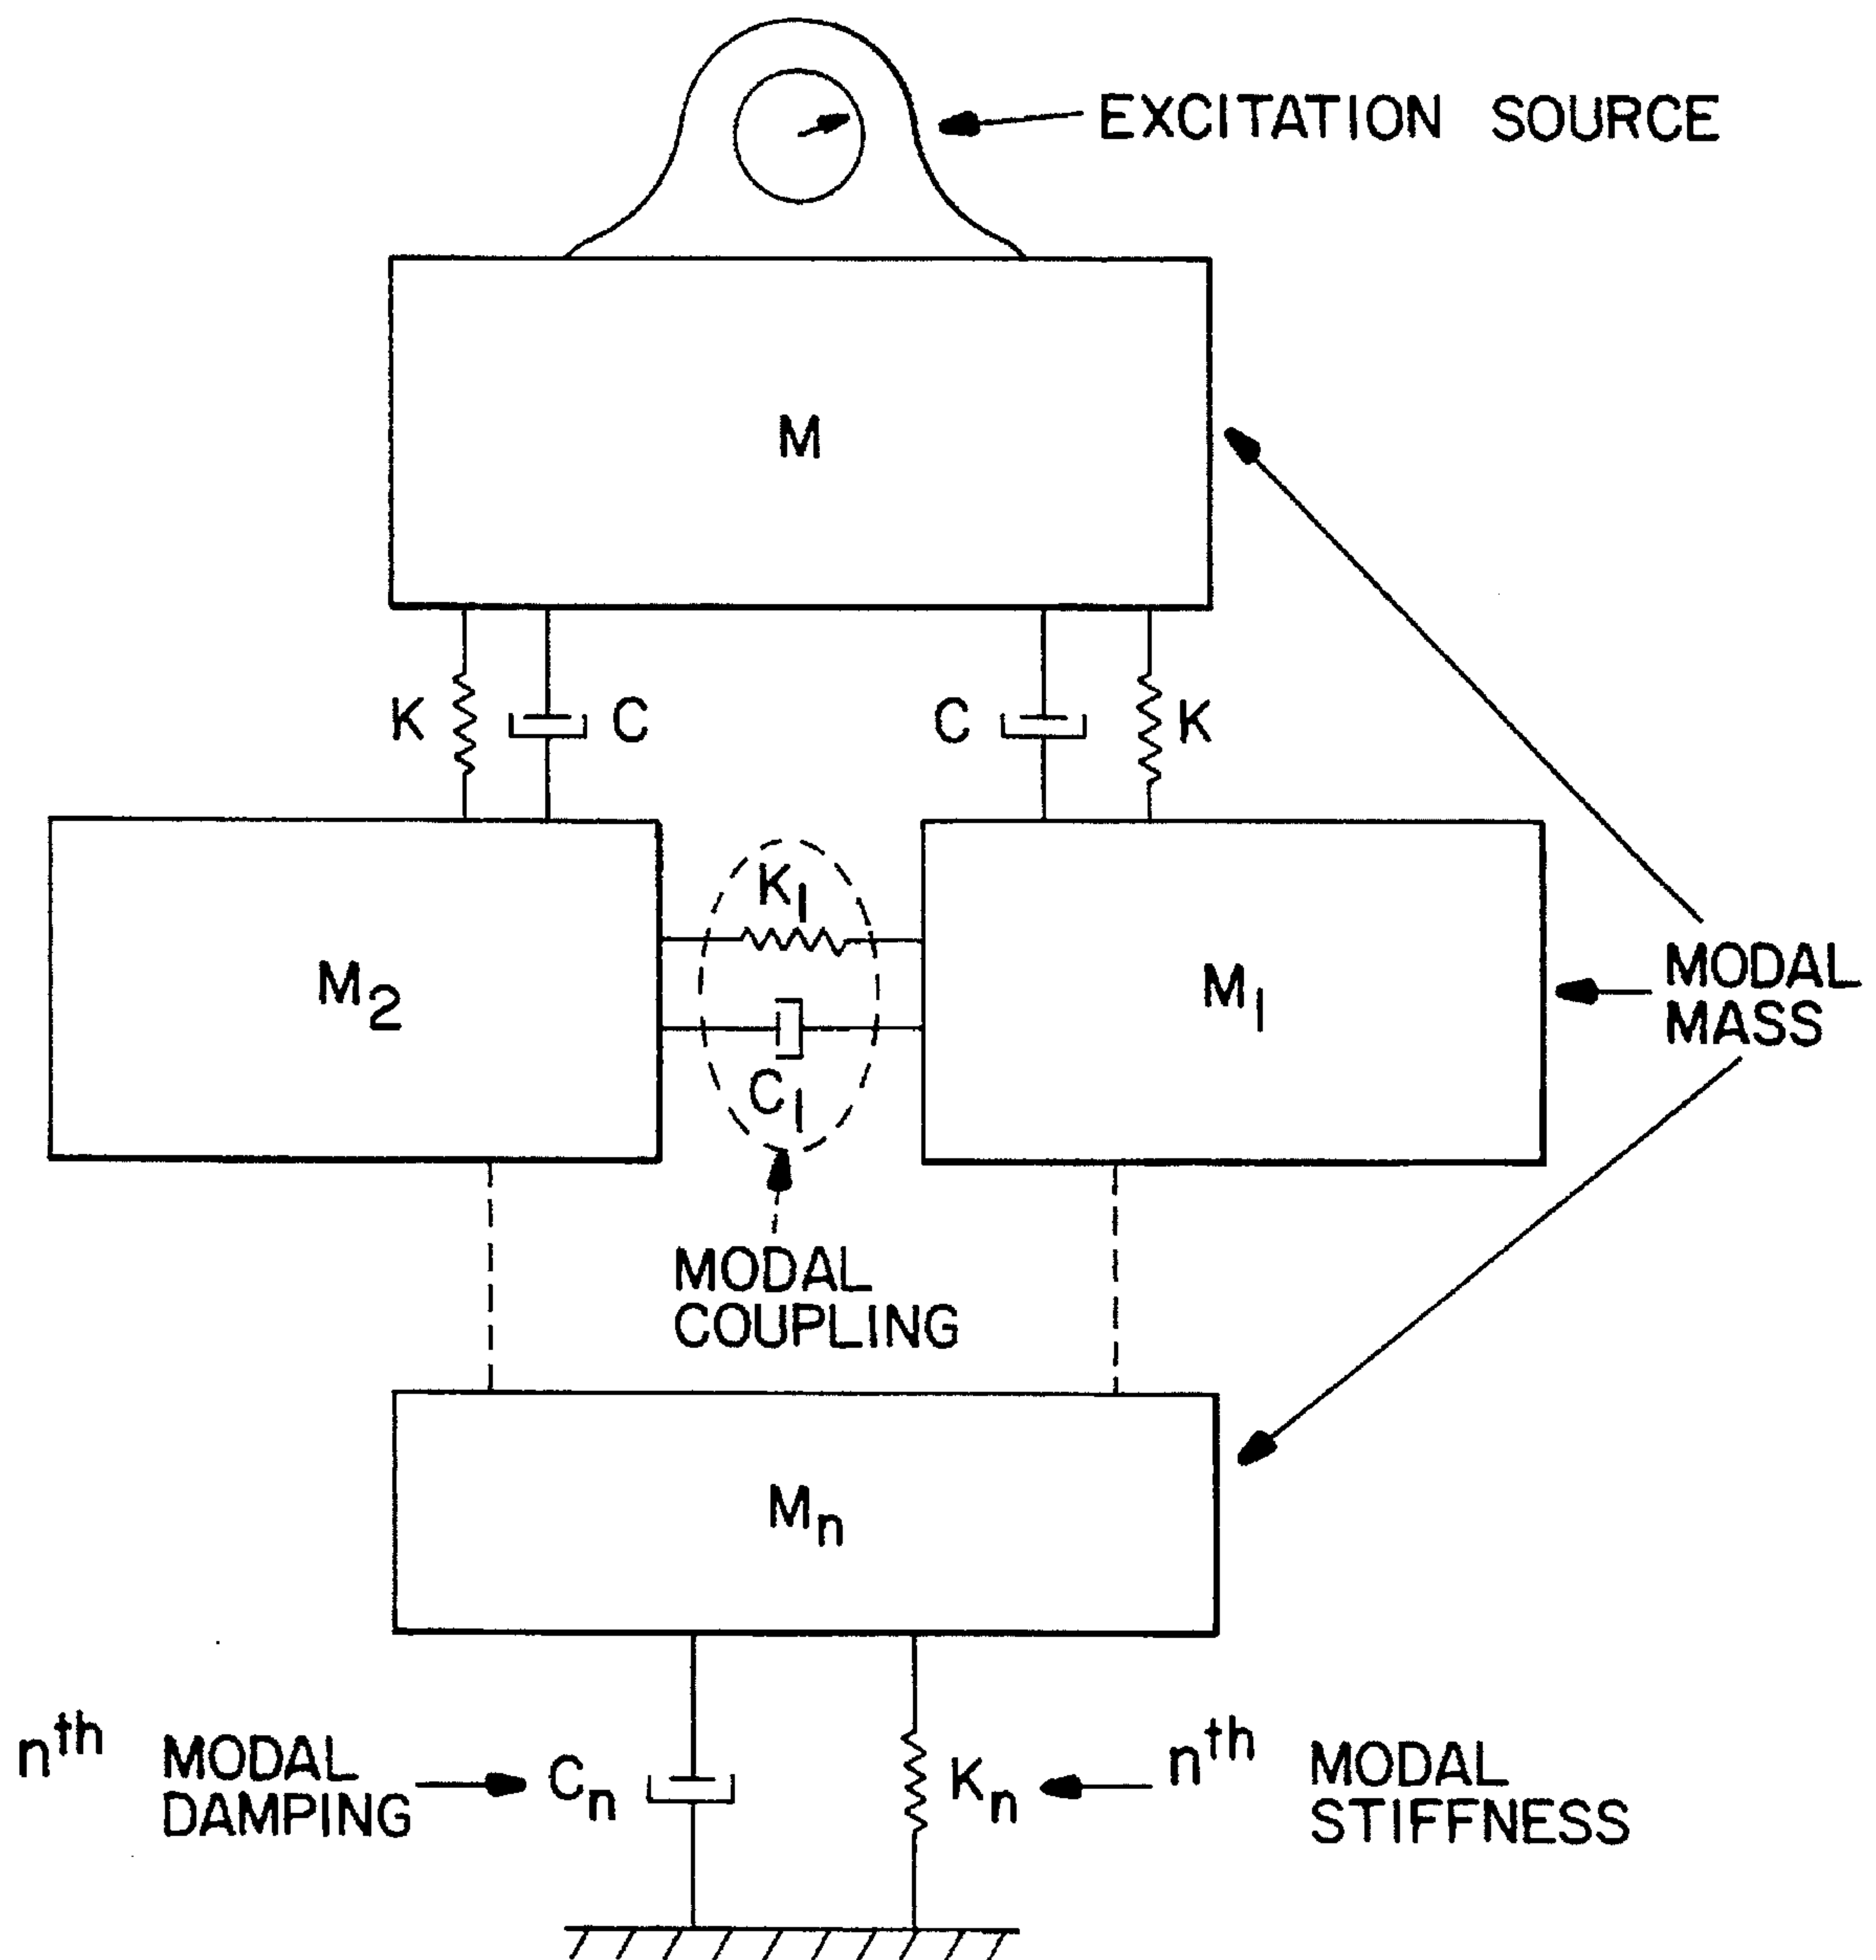 EXCITATION SOURCE
M
K C C K
K₁
M₂ M₁
C₁
MODAL
MASS
MODAL
COUPLING
Mₙ
nᵗʰ MODAL
DAMPING
Cₙ Kₙ
nᵗʰ MODAL
STIFFNESS